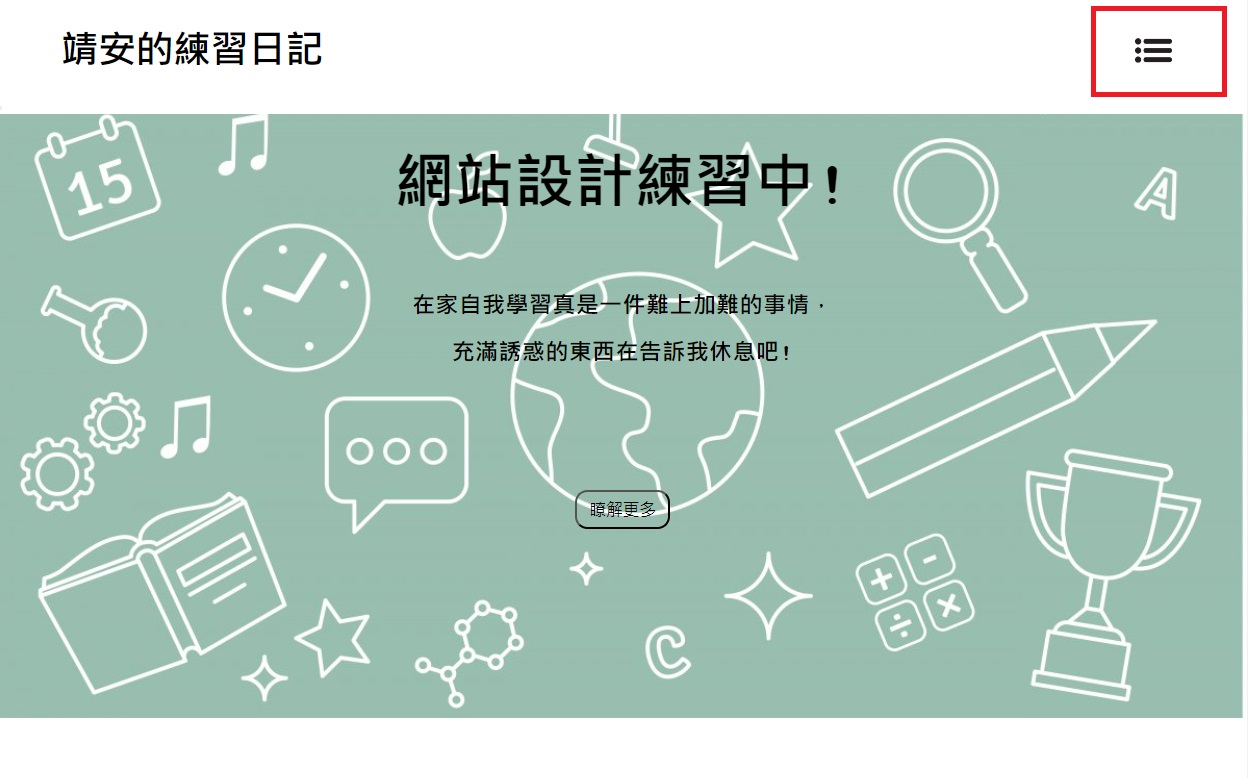 靖安的練習日記
15
網站設計練習中!
A
在家自我學習真是一件難上加難的事情，
充滿誘惑的東西在告訴我休息吧!
瞭解更多
C